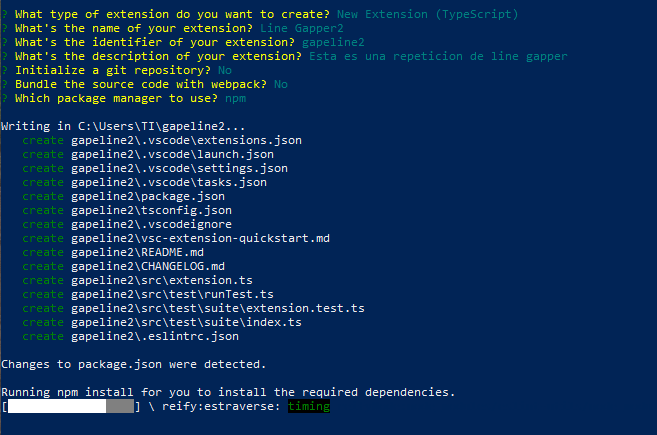 ? What type of extension do you want to create? New Extension (TypeScript)
? What's the name of your extension? Line Gapper2
? What's the identifier of your extension? gapeline2
? What's the description of your extension? Esta es una repeticion de line gapper
? Initialize a git repository? No
? Bundle the source code with webpack? No
? Which package manager to use? npm

Writing in C:\Users\TI\gapeline2...
   create gapeline2\.vscode\extensions.json
   create gapeline2\.vscode\launch.json
   create gapeline2\.vscode\settings.json
   create gapeline2\.vscode\tasks.json
   create gapeline2\package.json
   create gapeline2\tsconfig.json
   create gapeline2\.vscodeignore
   create gapeline2\vsc-extension-quickstart.md
   create gapeline2\README.md
   create gapeline2\CHANGELOG.md
   create gapeline2\src\extension.ts
   create gapeline2\src\test\runTest.ts
   create gapeline2\src\test\suite\extension.test.ts
   create gapeline2\src\test\suite\index.ts
   create gapeline2\.eslintrc.json

Changes to package.json were detected.

Running npm install for you to install the required dependencies.
[                  ] \ reify:estraverse: timing